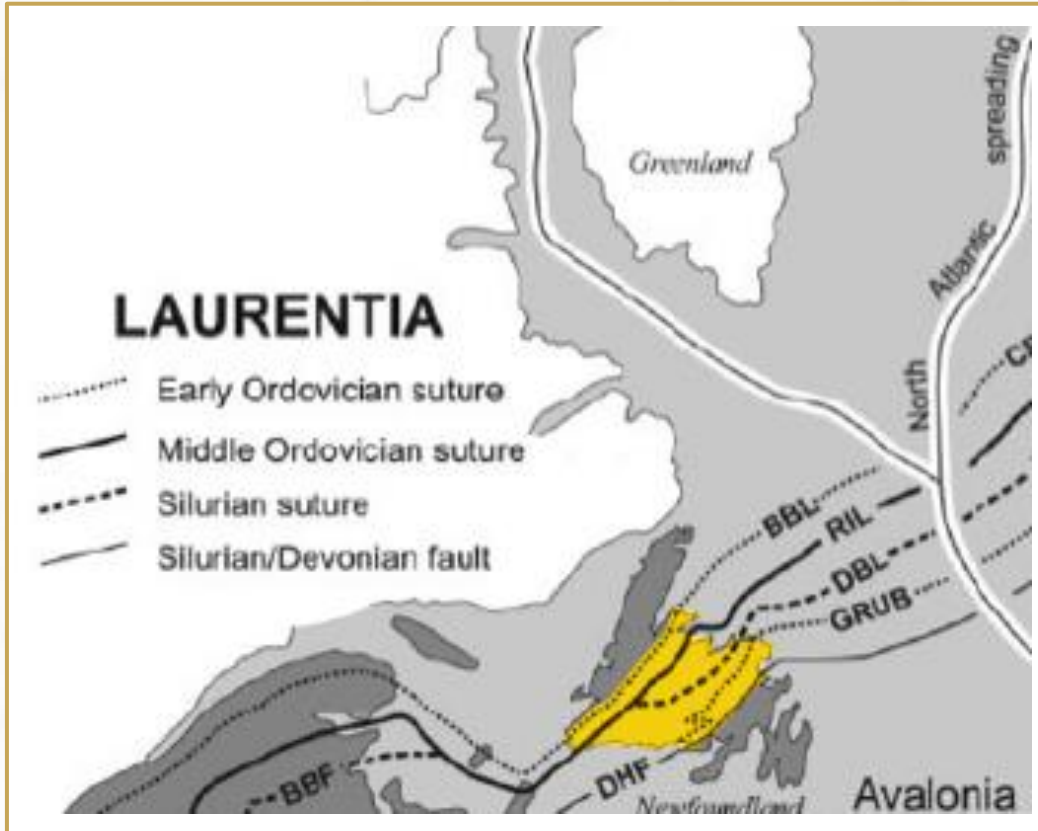 Greenland
spreading
Atlantic
North
LAURENTIA
Early Ordovician suture
Middle Ordovician suture
Silurian suture
Silurian/Devonian fault
BBL
RIL
DBL
GRUB
BBF
DHF
Newfoundland
Avalonia